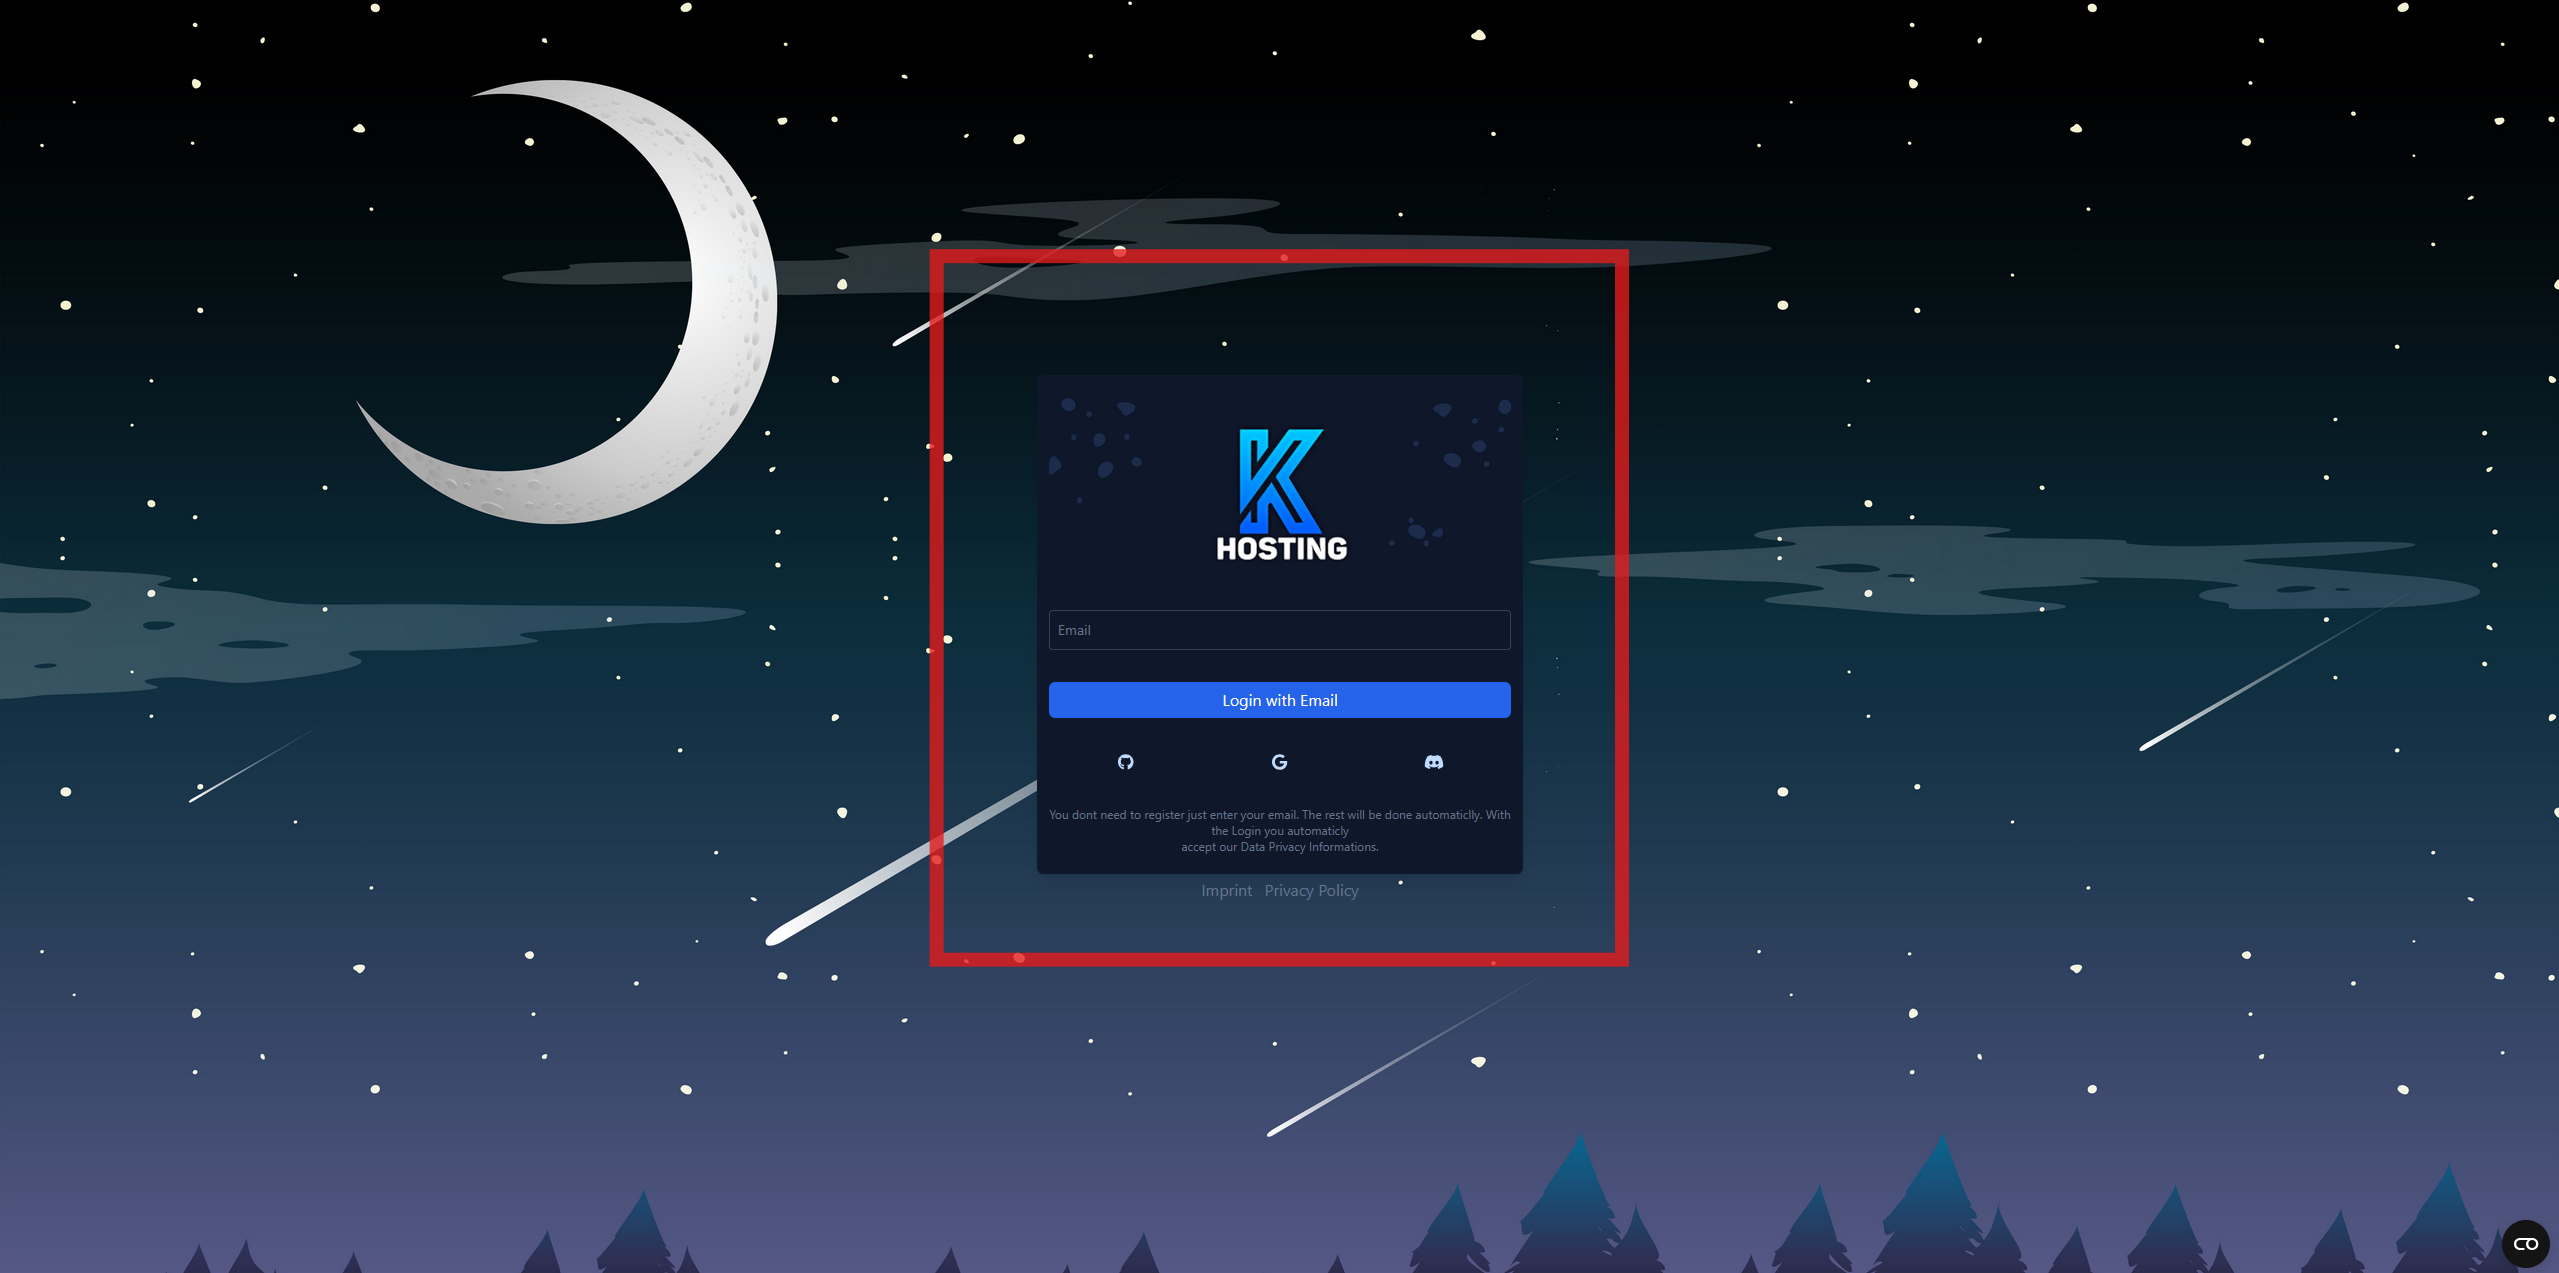 K
HOSTING
Email
Login with Email
You dont need to register just enter your email. The rest will be done automaticlly. With
the Login you automaticly
accept our Data Privacy Informations.
Imprint Privacy Policy